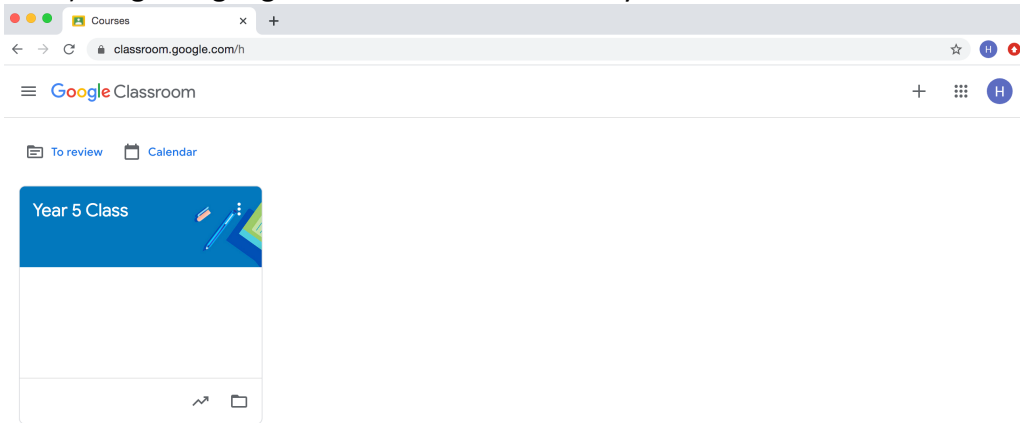 Courses
classroom.google.com/h
H
Google Classroom
H
To review Calendar
Year 5 Class